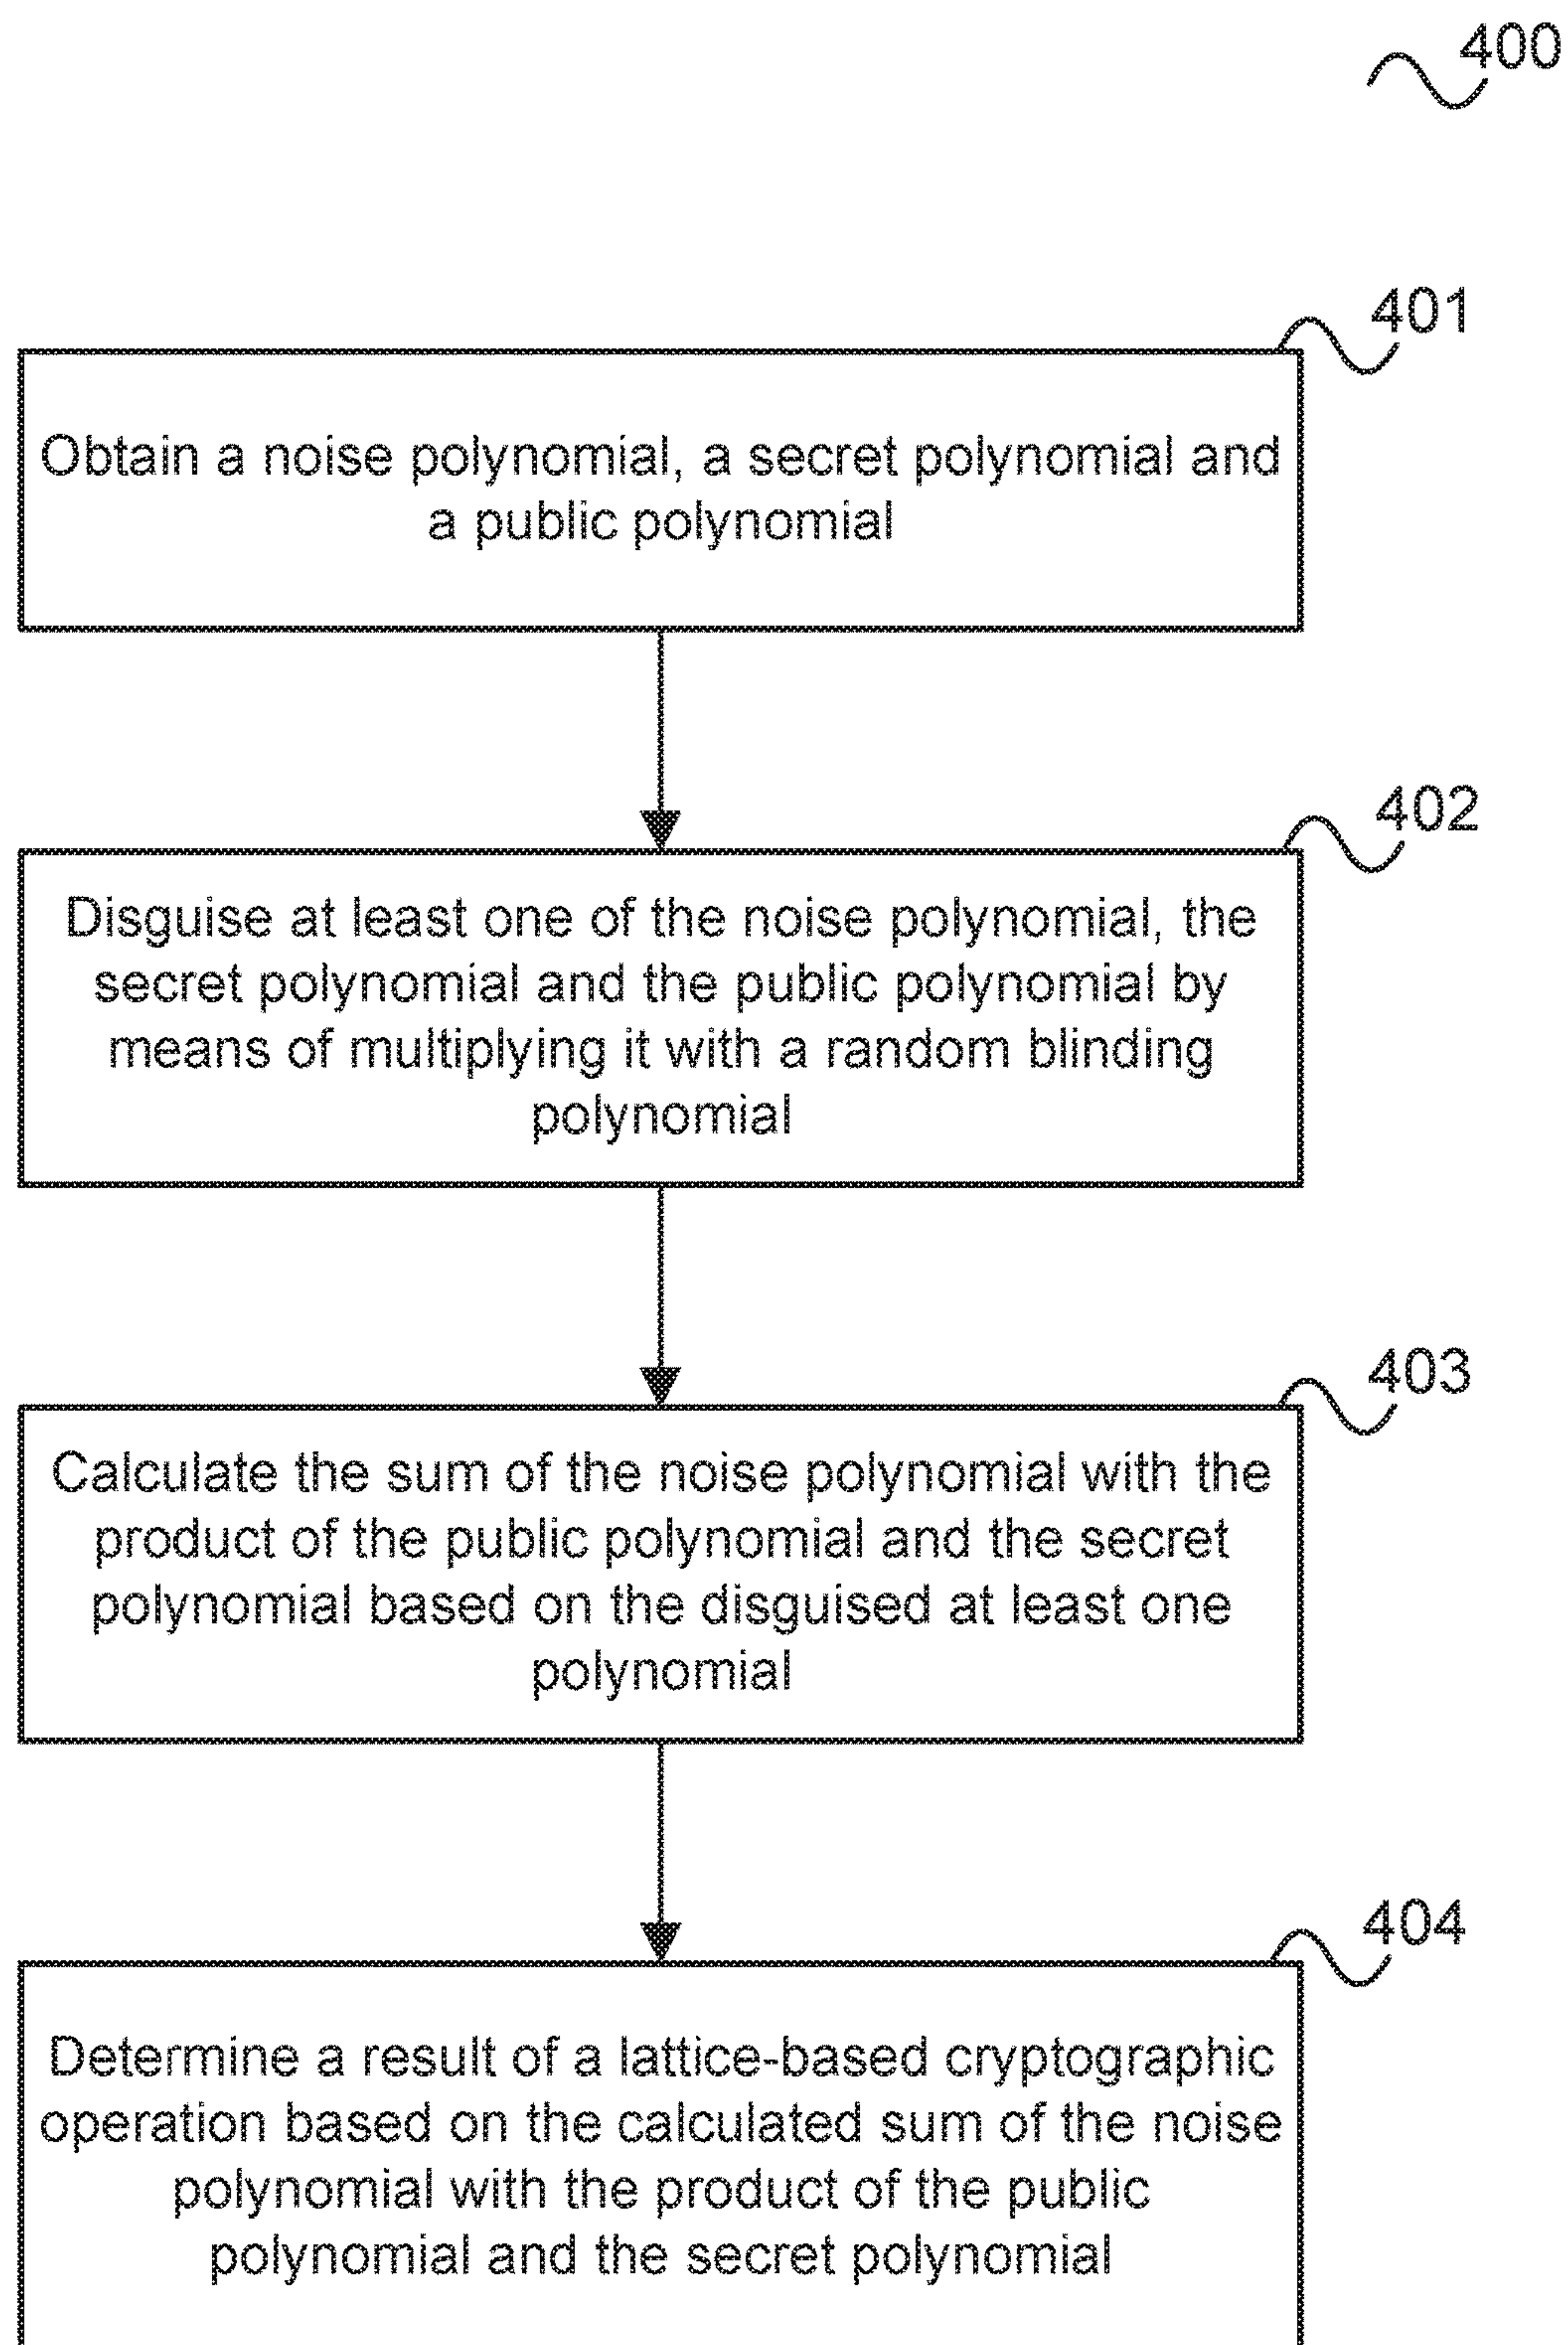 400
401
Obtain a noise polynomial, a secret polynomial and
a public polynomial
402
Disguise at least one of the noise polynomial, the
secret polynomial and the public polynomial by
means of multiplying it with a random blinding
polynomial
403
Calculate the sum of the noise polynomial with the
product of the public polynomial and the secret
polynomial based on the disguised at least one
polynomial
404
Determine a result of a lattice-based cryptographic
operation based on the calculated sum of the noise
polynomial with the product of the public
polynomial and the secret polynomial